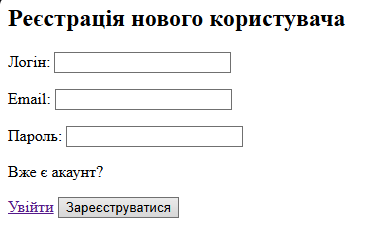 Реєстрація нового користувача
Логін:
Email:
Пароль:
Вже є акаунт?
Увійти Зареєструватися